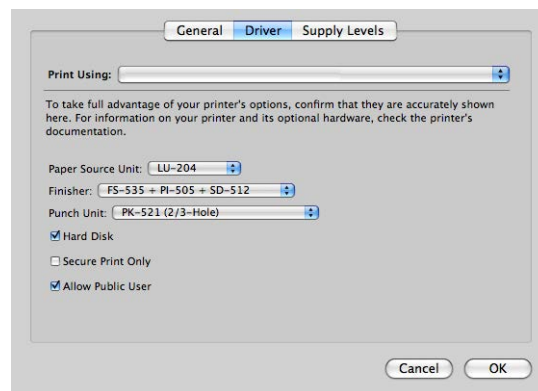 General Driver Supply Levels
Print Using:
To take full advantage of your printer's options, confirm that they are accurately shown
here. For information on your printer and its optional hardware, check the printer's
documentation.
Paper Source Unit: LU-204
Finisher: FS-535 + PI-505 + SD-512
Punch Unit: PK-521 (2/3-Hole)
Hard Disk
Secure Print Only
Allow Public User
Cancel OK